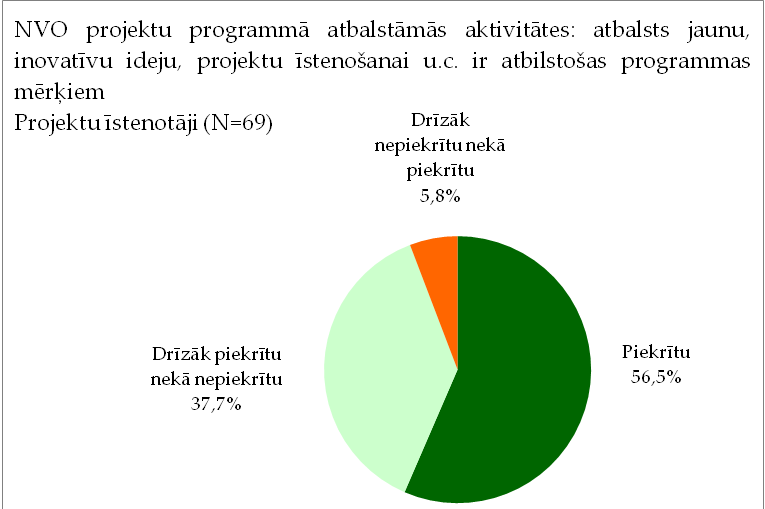 NVO projektu programmā atbalstāmās aktivitātes: atbalsts jaunu,
inovatīvu ideju, projektu īstenošanai u.c. ir atbilstošas programmas
mērķiem
Projektu īstenotāji (N=69)
Drīzāk
nepiekrītu nekā
piekrītu
5,8%
Drīzāk piekrītu
nekā nepiekrītu
37,7%
Piekrītu
56,5%